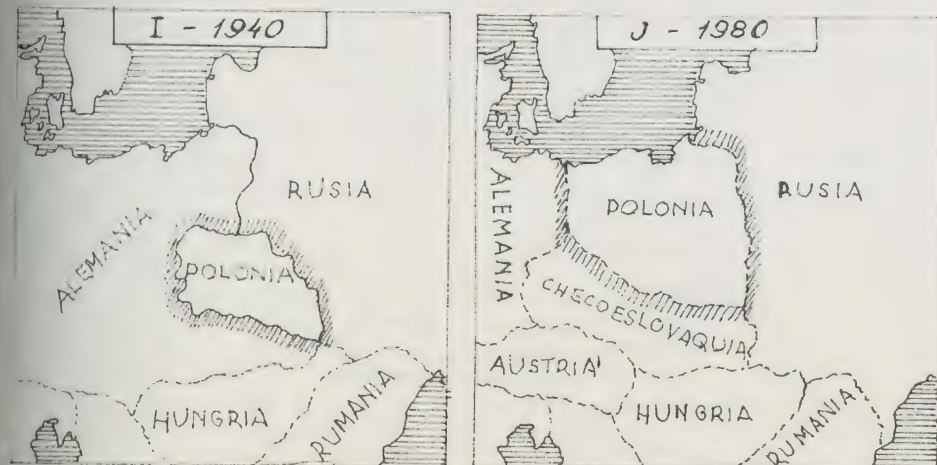 I - 1940
RUSIA
ALEMANIA
POLONIA
HUNGRIA
RUMANIA
J - 1980
ALEMANIA
POLONIA
RUSIA
CHECOESLOVAQUIA
AUSTRIA
HUNGRIA
RUMANIA